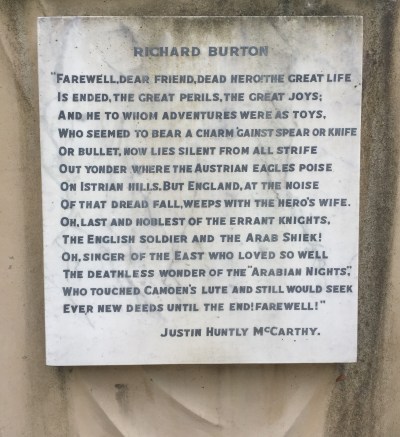 RICHARD BURTON
"FAREWELL, DEAR FRIEND, DEAD HERO! THE GREAT LIFE
IS ENDED, THE GREAT PERILS, THE GREAT JOYS;
AND HE TO WHOM ADVENTURES WERE AS TOYS,
WHO SEEMED TO BEAR A CHARM 'GAINST SPEAR OR KNIFE
OR BULLET, NOW LIES SILENT FROM ALL STRIFE
OUT YONDER WHERE THE AUSTRIAN EAGLES POISE
ON ISTRIAN HILLS. BUT ENGLAND, AT THE NOISE
OF THAT DREAD FALL, WEEPS WITH THE HERO'S WIFE.
OH, LAST AND NOBLEST OF THE ERRANT KNIGHTS,
THE ENGLISH SOLDIER AND THE ARAB SHIEK!
OH, SINGER OF THE EAST WHO LOVED SO WELL
THE DEATHLESS WONDER OF THE "ARABIAN NIGHTS",
WHO TOUCHED CAMOEN'S LUTE AND STILL WOULD SEEK
EVER NEW DEEDS UNTIL THE END! FAREWELL!"
JUSTIN HUNTLY McCARTHY.